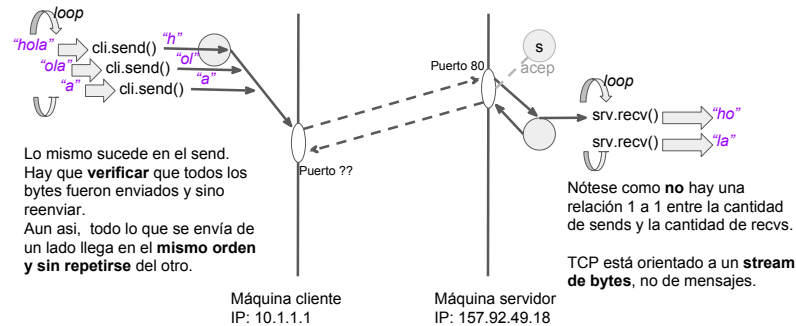 loop
“hola” cli.send() “h”
“ola” cli.send() “ol”
“a” cli.send() “a”
Puerto ??
Puerto 80
s
acep
loop
srv.recv() “ho”
srv.recv() “la”
Lo mismo sucede en el send.
Hay que verificar que todos los
bytes fueron enviados y sino
reenviar.
Aun asi, todo lo que se envía de
un lado llega en el mismo orden
y sin repetirse del otro.
Nótese como no hay una
relación 1 a 1 entre la cantidad
de sends y la cantidad de recvs.
TCP está orientado a un stream
de bytes, no de mensajes.
Máquina cliente
IP: 10.1.1.1
Máquina servidor
IP: 157.92.49.18